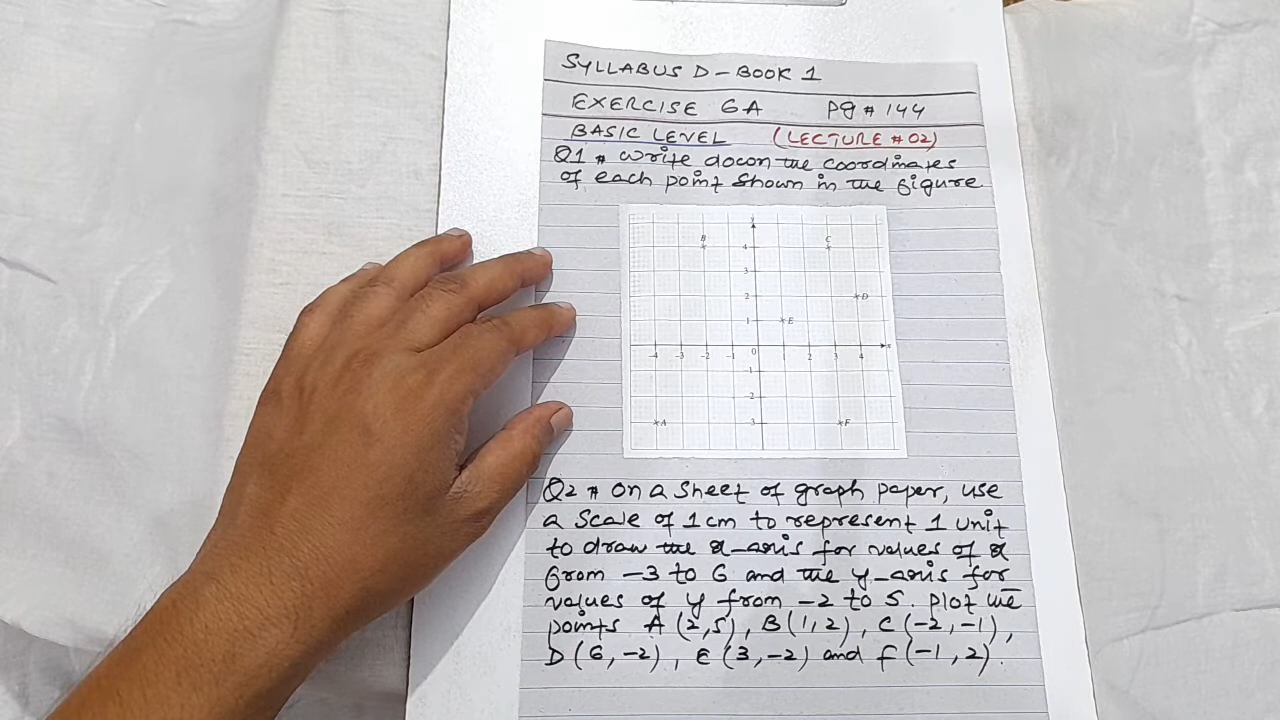 SYLLABUS D - BOOK 1
EXERCISE 6A Pg # 144
BASIC LEVEL (LECTURE # 02)
Q1 # Write down the coordinates
of each point shown in the figure
y
B C
4
3
2 D
1 E
-4 -3 -2 -1 0 2 3 4 x
-1
-2
A 3 F
Q2 # On a sheet of graph paper, use
a scale of 1 cm to represent 1 unit
to draw the x-axis for values of x
from -3 to 6 and the y-axis for
values of y from -2 to 5. Plot the
points A (2,5), B (1,2), C (-2,-1),
D (6,-2), E (3,-2) and F (-1,2).